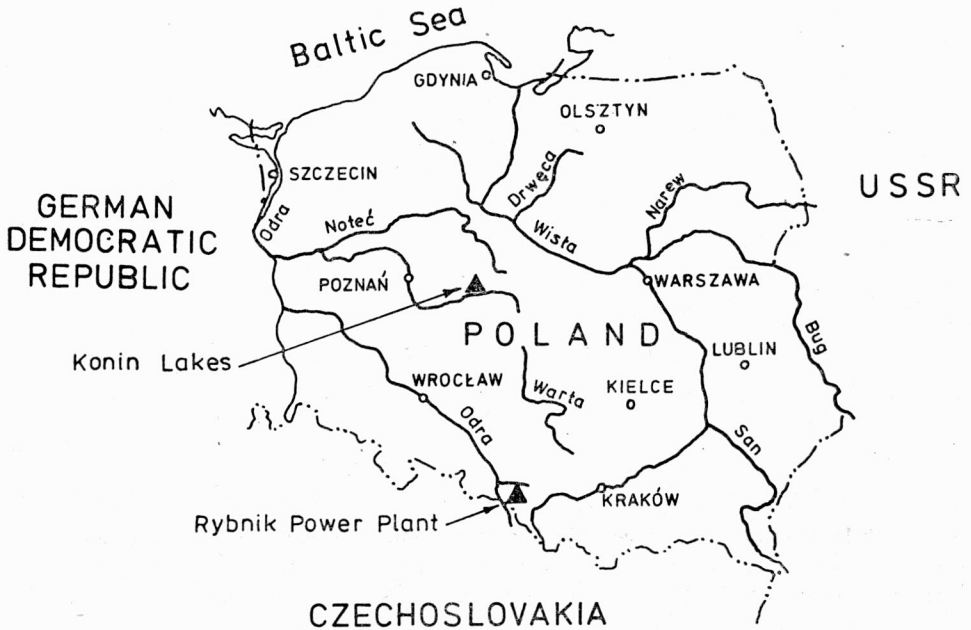 Baltic Sea
GDYNIA
OLSZTYN
SZCZECIN
Drwęca
Narew
USSR
GERMAN
DEMOCRATIC
REPUBLIC
Odra
Noteć
Wisła
POZNAŃ
WARSZAWA
POLAND
Bug
Konin Lakes
LUBLIN
WROCŁAW
Warta
KIELCE
Odra
San
KRAKÓW
Rybnik Power Plant
CZECHOSLOVAKIA